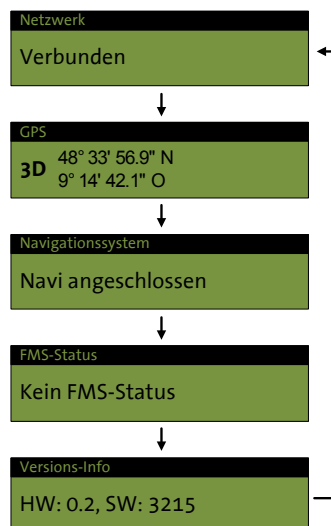 Netzwerk
Verbunden
GPS
3D 48° 33' 56.9" N
9° 14' 42.1" O
Navigationssystem
Navi angeschlossen
FMS-Status
Kein FMS-Status
Versions-Info
HW: 0.2, SW: 3215